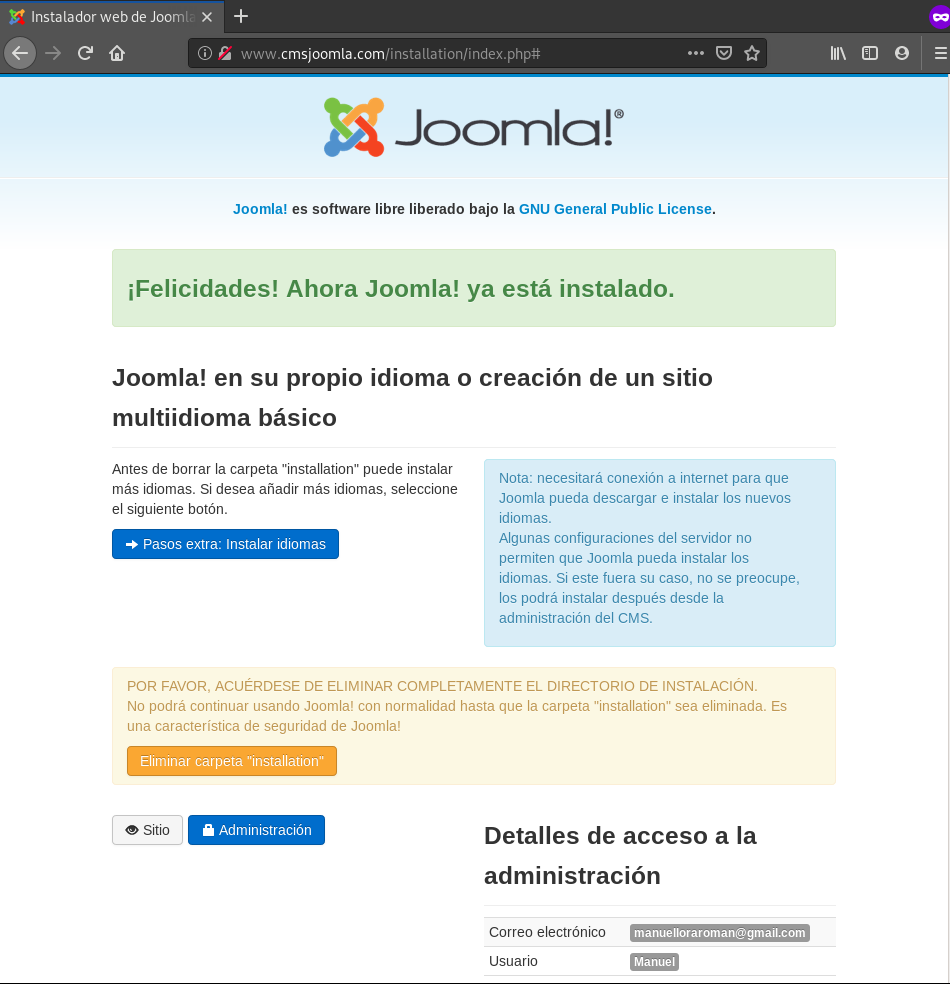 Instalador web de Joomla
www.cmsjoomla.com/installation/index.php#
Joomla!®
Joomla! es software libre liberado bajo la GNU General Public License.
¡Felicidades! Ahora Joomla! ya está instalado.
Joomla! en su propio idioma o creación de un sitio
multiidioma básico
Antes de borrar la carpeta "installation" puede instalar
más idiomas. Si desea añadir más idiomas, seleccione
el siguiente botón.
Pasos extra: Instalar idiomas
Nota: necesitará conexión a internet para que
Joomla pueda descargar e instalar los nuevos
idiomas.
Algunas configuraciones del servidor no
permiten que Joomla pueda instalar los
idiomas. Si este fuera su caso, no se preocupe,
los podrá instalar después desde la
administración del CMS.
POR FAVOR, ACUÉRDESE DE ELIMINAR COMPLETAMENTE EL DIRECTORIO DE INSTALACIÓN.
No podrá continuar usando Joomla! con normalidad hasta que la carpeta "installation" sea eliminada. Es
una característica de seguridad de Joomla!
Eliminar carpeta "installation"
Sitio
Administración
Detalles de acceso a la
administración
Correo electrónico manuelloraroman@gmail.com
Usuario Manuel